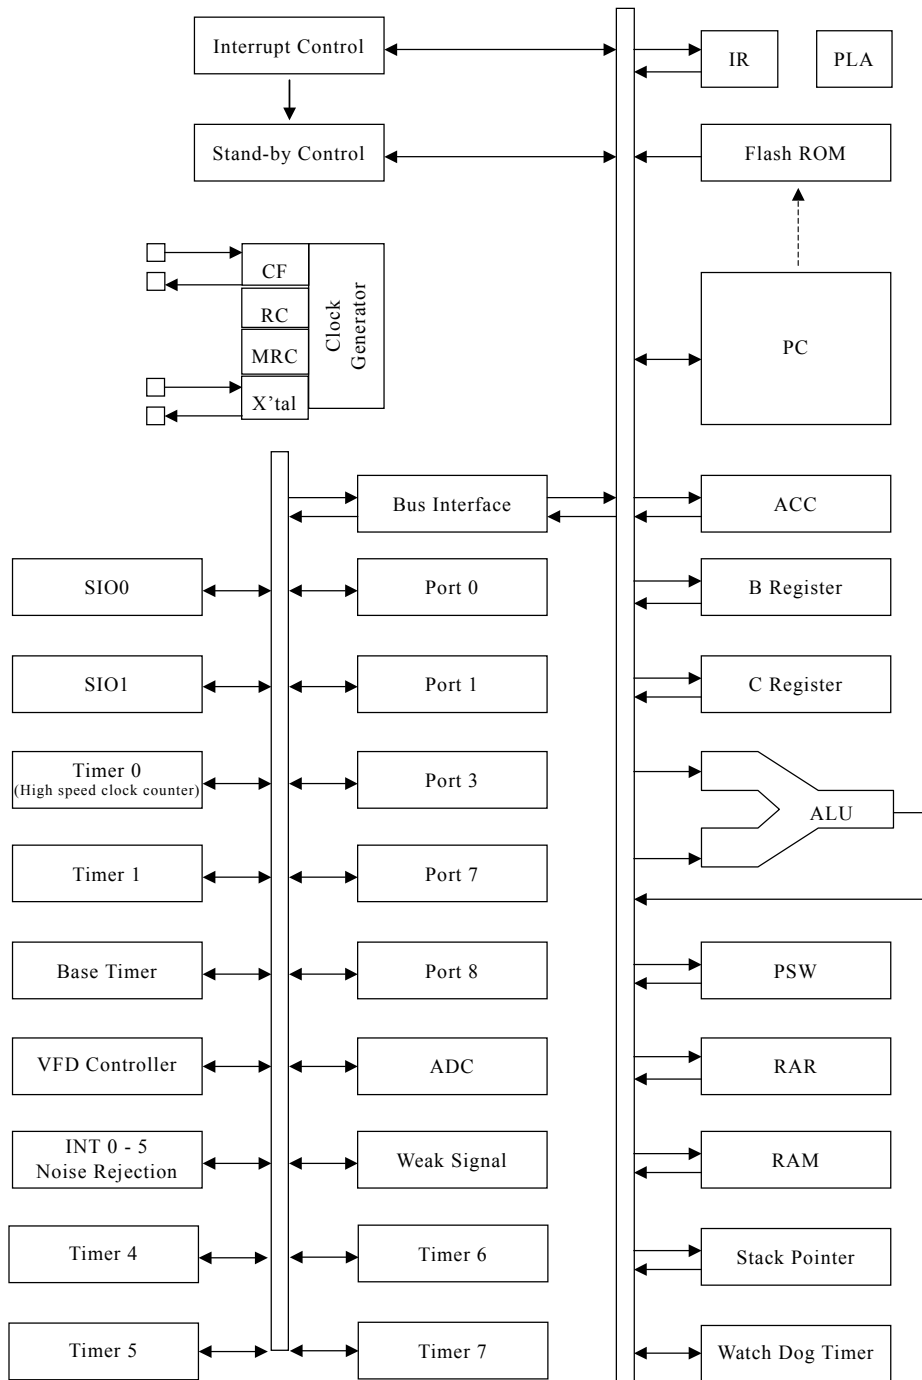 Interrupt Control
IR
PLA
Stand-by Control
Flash ROM
CF
RC
MRC
X’tal
Clock
Generator
PC
Bus Interface
ACC
SIO0
Port 0
B Register
SIO1
Port 1
C Register
Timer 0
(High speed clock counter)
Port 3
ALU
Timer 1
Port 7
Base Timer
Port 8
PSW
VFD Controller
ADC
RAR
INT 0 - 5
Noise Rejection
Weak Signal
RAM
Timer 4
Timer 6
Stack Pointer
Timer 5
Timer 7
Watch Dog Timer